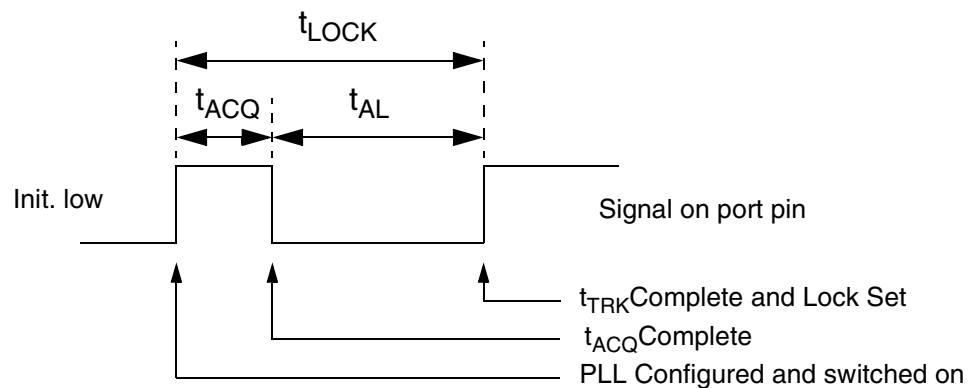 tLOCK
tACQ
tAL
Init. low
Signal on port pin
tTRKComplete and Lock Set
tACQComplete
PLL Configured and switched on